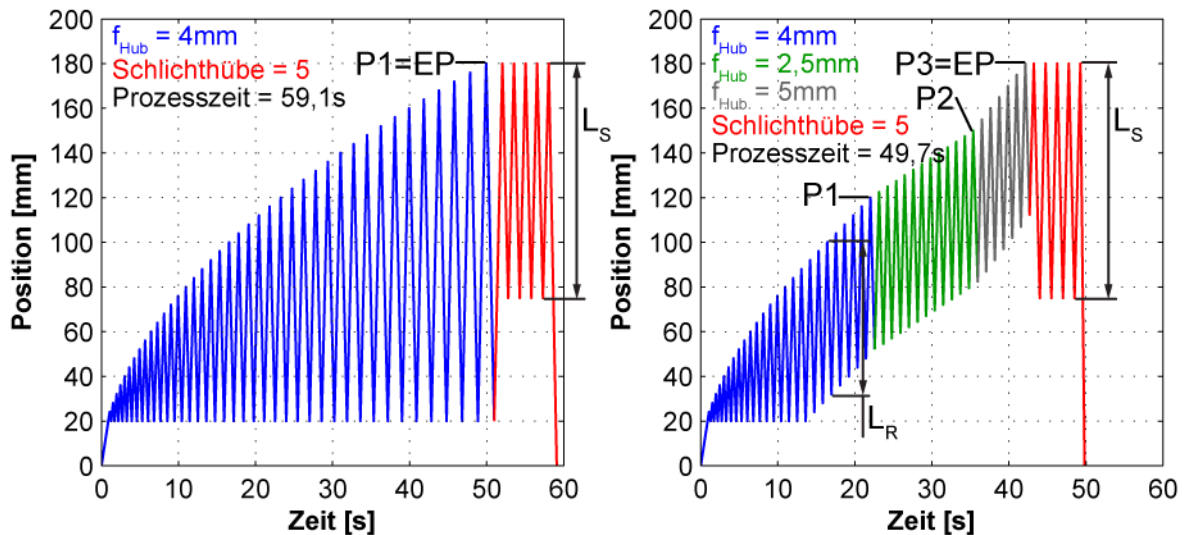 200
180
160
140
120
100
80
60
40
20
0
Position [mm]
f_Hub = 4mm
Schlichthübe = 5
Prozesszeit = 59,1s
P1=EP
L_S
0 10 20 30 40 50 60
Zeit [s]
200
180
160
140
120
100
80
60
40
20
0
Position [mm]
f_Hub = 4mm
f_Hub = 2,5mm
f_Hub = 5mm
Schlichthübe = 5
Prozesszeit = 49,7s
P3=EP
P2
P1
L_S
L_R
0 10 20 30 40 50 60
Zeit [s]